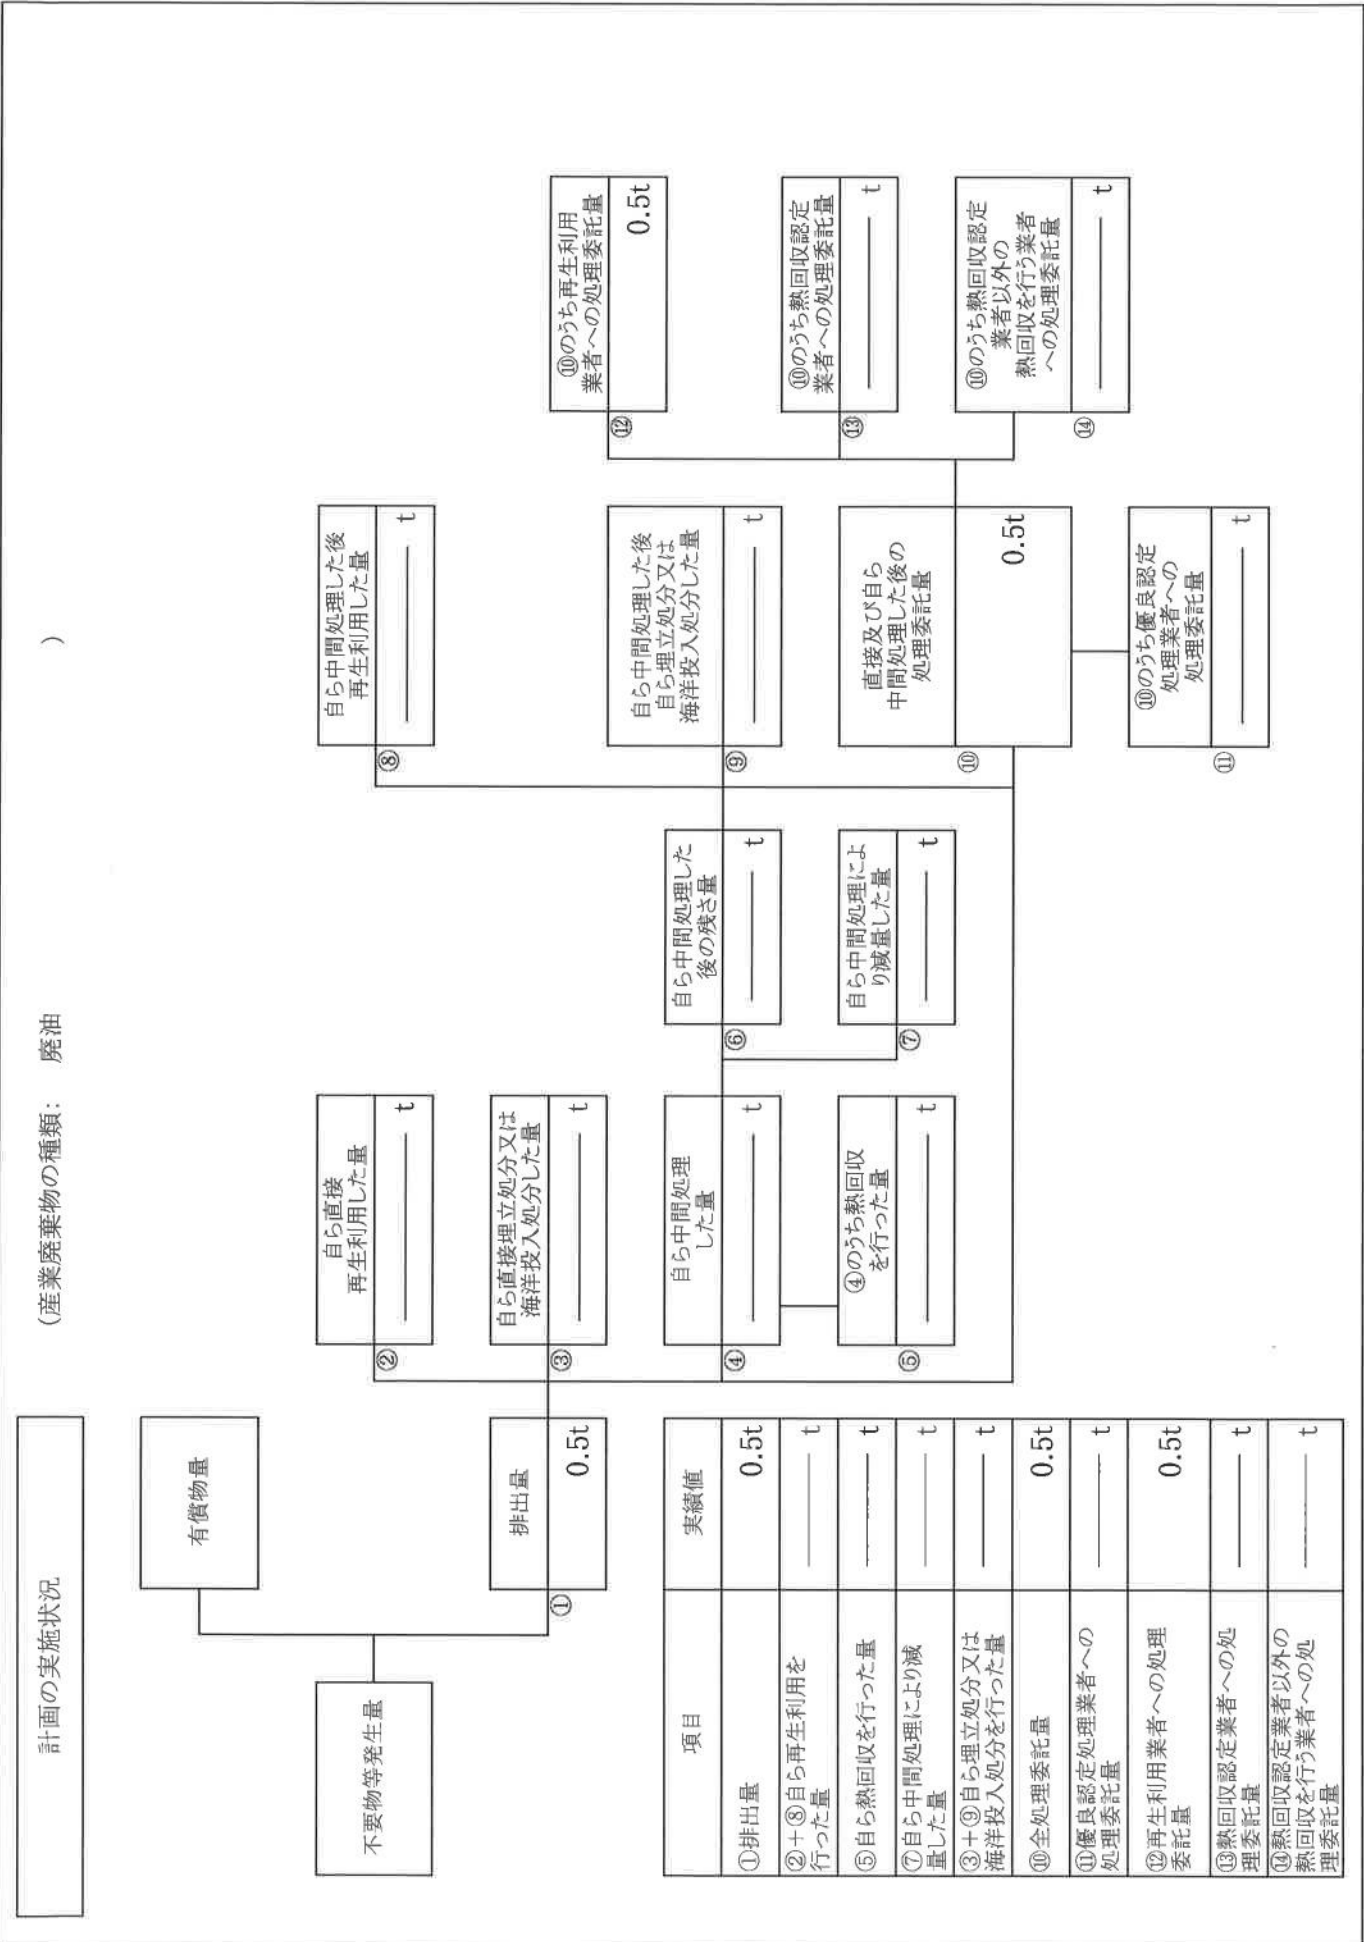 計画の実施状況
(産業廃棄物の種類: 廃油 )
不要物等発生量
有償物量
排出量
① 0.5t
自ら直接
再生利用した量
② ― t
自ら直接埋立処分又は
海洋投入処分した量
③ ― t
自ら中間処理
した量
④ ― t
④のうち熱回収
を行った量
⑤ ― t
自ら中間処理した
後の残さ量
⑥ ― t
自ら中間処理によ
り減量した量
⑦ ― t
自ら中間処理した後
再生利用した量
⑧ ― t
自ら中間処理した後
自ら埋立処分又は
海洋投入処分した量
⑨ ― t
直接及び自ら
中間処理した後の
処理委託量
⑩ 0.5t
⑩のうち優良認定
処理業者への
処理委託量
⑪ ― t
⑩のうち再生利用
業者への処理委託量
⑫ 0.5t
⑩のうち熱回収認定
業者への処理委託量
⑬ ― t
⑩のうち熱回収認定
業者以外の
熱回収を行う業者
への処理委託量
⑭ ― t
項目 実績値
①排出量 0.5t
②+⑧自ら再生利用を
行った量 ― t
⑤自ら熱回収を行った量 ― t
⑦自ら中間処理により減
量した量 ― t
③+⑨自ら埋立処分又は
海洋投入処分を行った量 ― t
⑩全処理委託量 0.5t
⑪優良認定処理業者への
処理委託量 ― t
⑫再生利用業者への処理
委託量 0.5t
⑬熱回収認定業者への処
理委託量 ― t
⑭熱回収認定業者以外の
熱回収を行う業者への処
理委託量 ― t